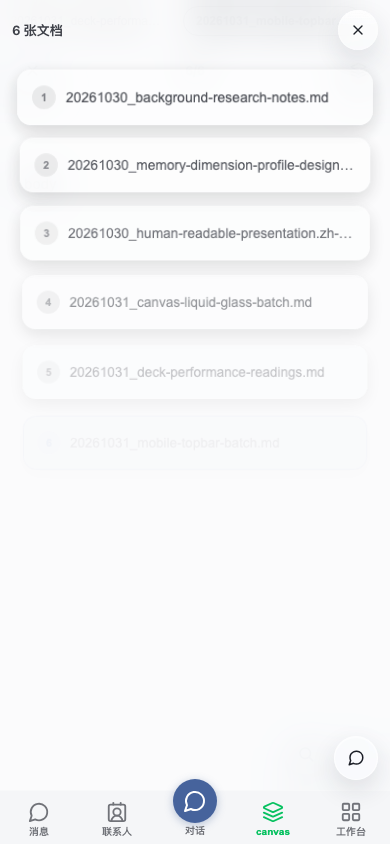 6 张文档
1 20261030_background-research-notes.md
2 20261030_memory-dimension-profile-design...
3 20261030_human-readable-presentation.zh-...
4 20261031_canvas-liquid-glass-batch.md
5 20261031_deck-performance-readings.md
6 20261031_mobile-topbar-batch.md
消息 联系人 对话 canvas 工作台